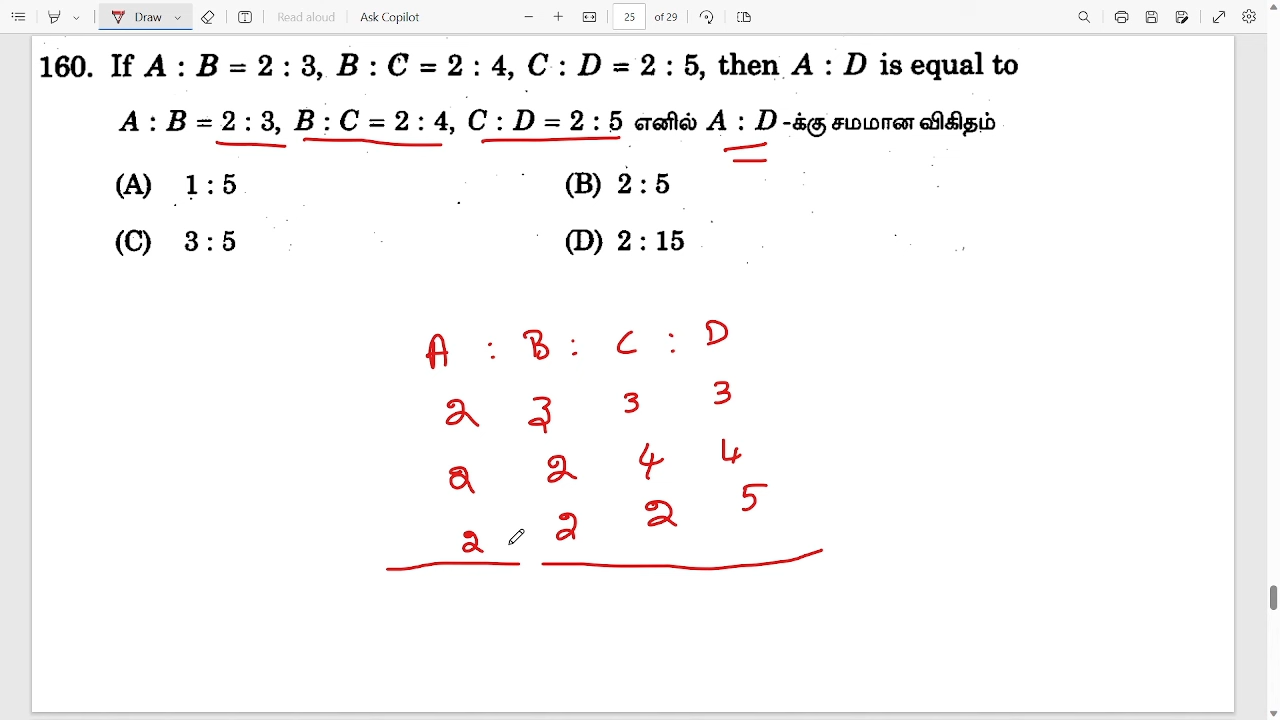 Draw Read aloud Ask Copilot 25 of 29
160. If A : B = 2 : 3, B : C = 2 : 4, C : D = 2 : 5, then A : D is equal to
A : B = 2 : 3, B : C = 2 : 4, C : D = 2 : 5 எனில் A : D -க்கு சமமான விகிதம்
(A) 1 : 5 (B) 2 : 5
(C) 3 : 5 (D) 2 : 15
A : B : C : D
2 3 3 3
2 2 4 4
2 2 2 5